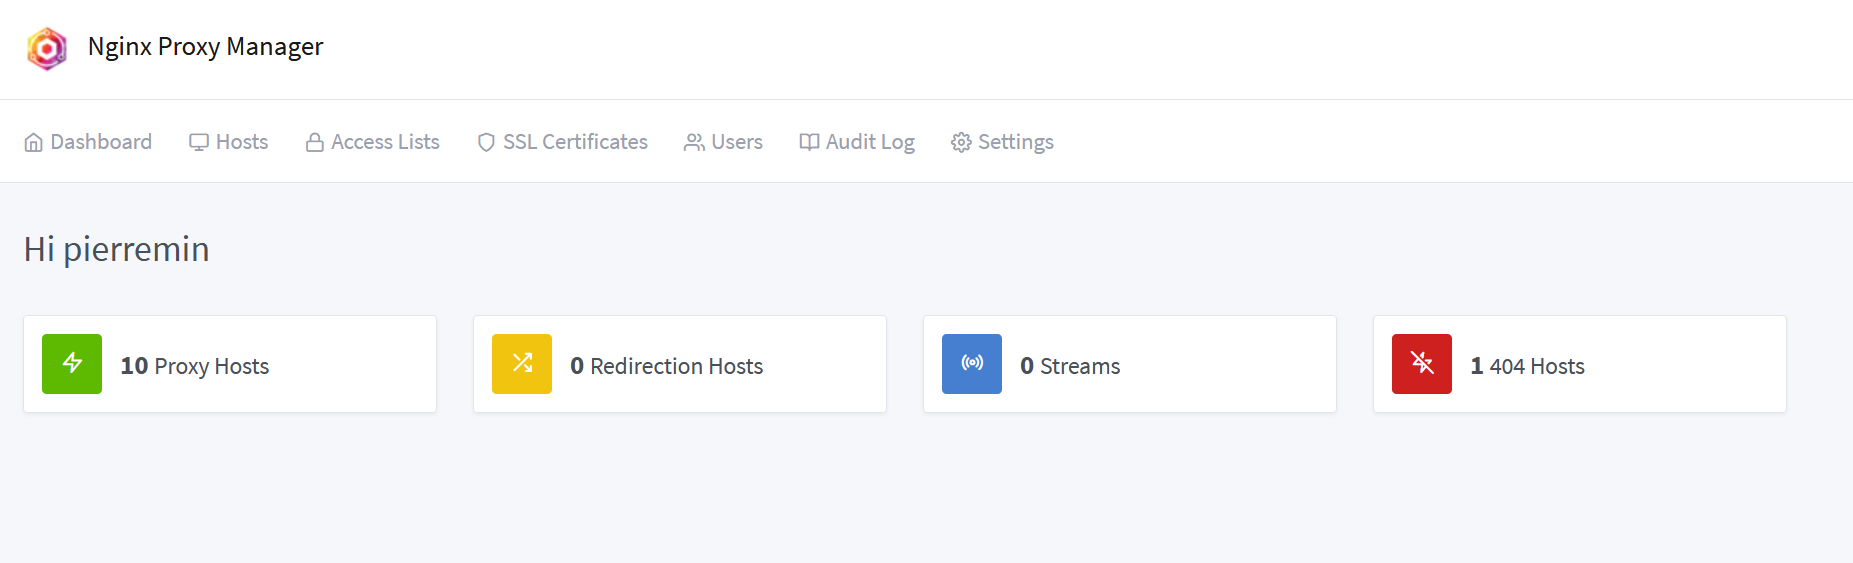 Nginx Proxy Manager
Dashboard Hosts Access Lists SSL Certificates Users Audit Log Settings
Hi pierremin
10 Proxy Hosts 0 Redirection Hosts 0 Streams 1 404 Hosts